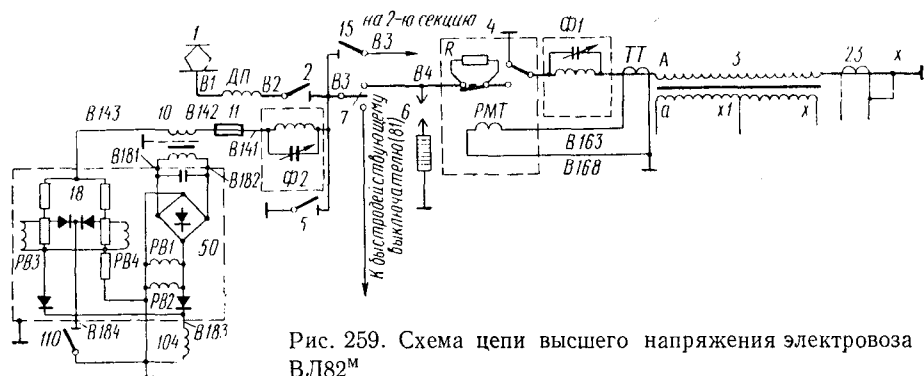 1
15
на 2-ю секцию
В3
4
Ф1
R
ДП
2
В1
В2
В3
В4
ТТ
А
3
23
х
7
6
РМТ
а
х1
х
В163
В168
В143
10
В142
11
В141
Ф2
В181
В182
5
К быстродействующему
выключателю(81)
18
50
РВ3
РВ4
РВ1
РВ2
110
В184
104
В183
Рис. 259. Схема цепи высшего напряжения электровоза
ВЛ82ᴹ